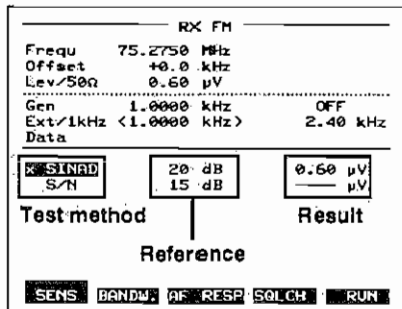 RX FM
Frequ 75.2750 MHz
Offset +0.0 kHz
Lev/50Ω 0.60 µV
Gen 1.0000 kHz OFF
Ext/1kHz <1.0000 kHz> 2.40 kHz
Data
x SINAD 20 dB 0.60 µV
S/N 15 dB —— µV
Test method Result
Reference
SENS BANDW. AF RESP SQLCH RUN